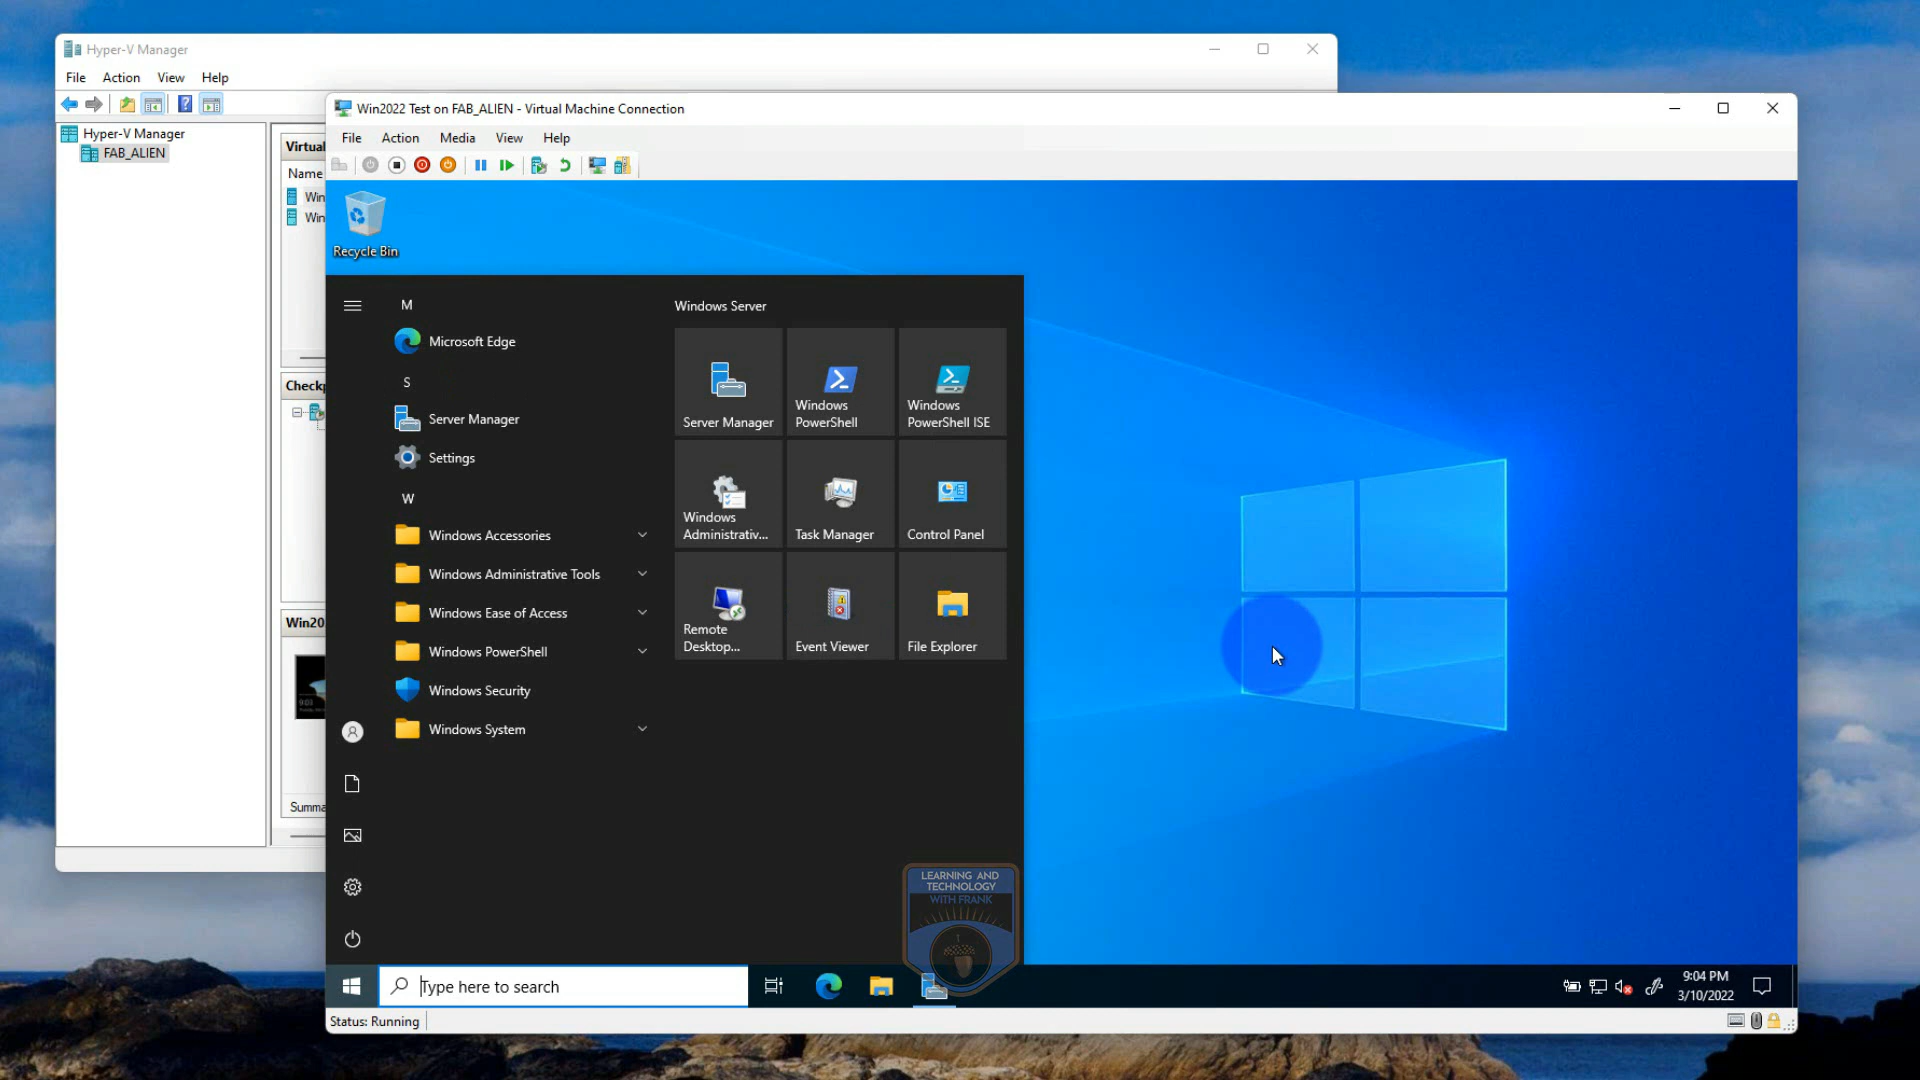 Hyper-V Manager
File Action View Help
Hyper-V Manager
FAB_ALIEN
Virtual
Name
Win
Win
Checkp
Win20
Summa
Win2022 Test on FAB_ALIEN - Virtual Machine Connection
File Action Media View Help
Recycle Bin
M
Microsoft Edge
S
Server Manager
Settings
W
Windows Accessories
Windows Administrative Tools
Windows Ease of Access
Windows PowerShell
Windows Security
Windows System
Windows Server
Server Manager
Windows
PowerShell
Windows
PowerShell ISE
Windows
Administrativ...
Task Manager
Control Panel
Remote
Desktop...
Event Viewer
File Explorer
LEARNING AND
TECHNOLOGY
WITH FRANK
Type here to search
9:04 PM
3/10/2022
Status: Running